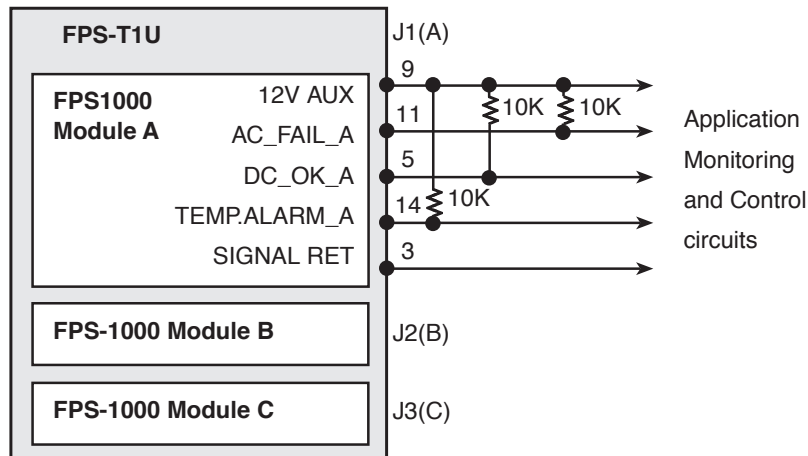 FPS-T1U
J1(A)
FPS1000
Module A
12V AUX
9
AC_FAIL_A
11
DC_OK_A
5
TEMP.ALARM_A
14
SIGNAL RET
3
10K
10K
10K
Application
Monitoring
and Control
circuits
FPS-1000 Module B
J2(B)
FPS-1000 Module C
J3(C)